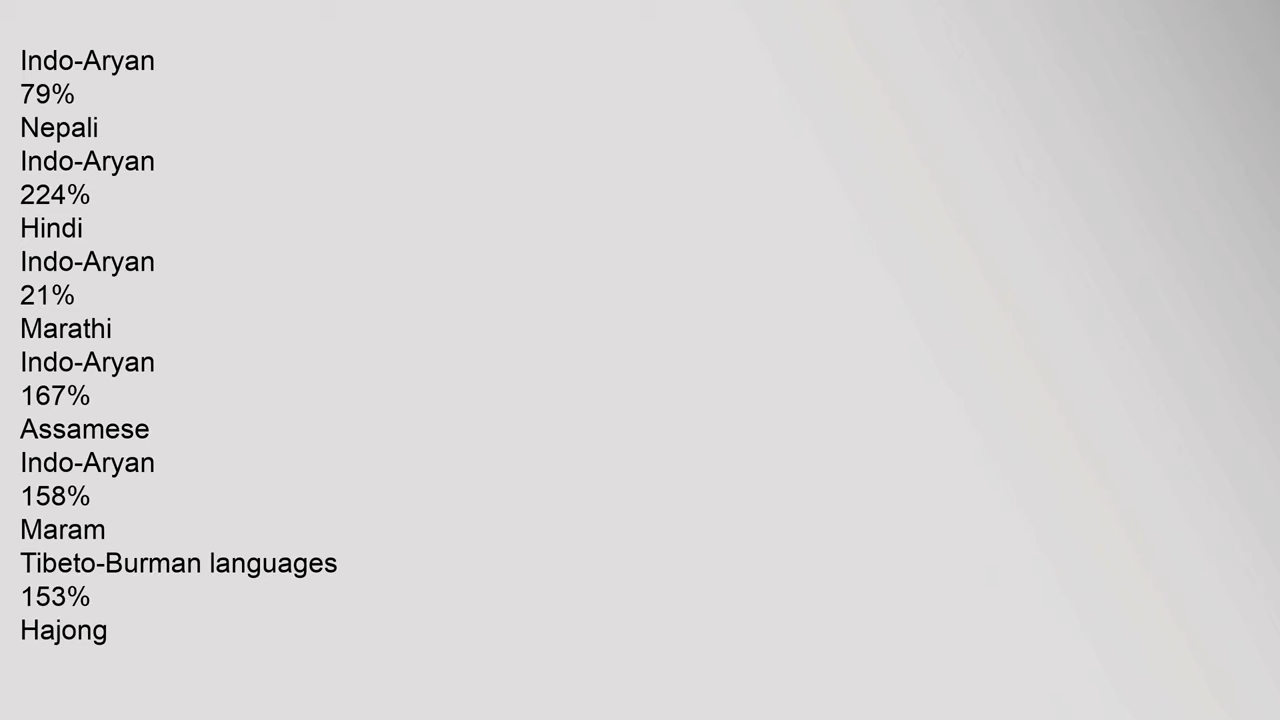 Indo-Aryan
79%
Nepali
Indo-Aryan
224%
Hindi
Indo-Aryan
21%
Marathi
Indo-Aryan
167%
Assamese
Indo-Aryan
158%
Maram
Tibeto-Burman languages
153%
Hajong